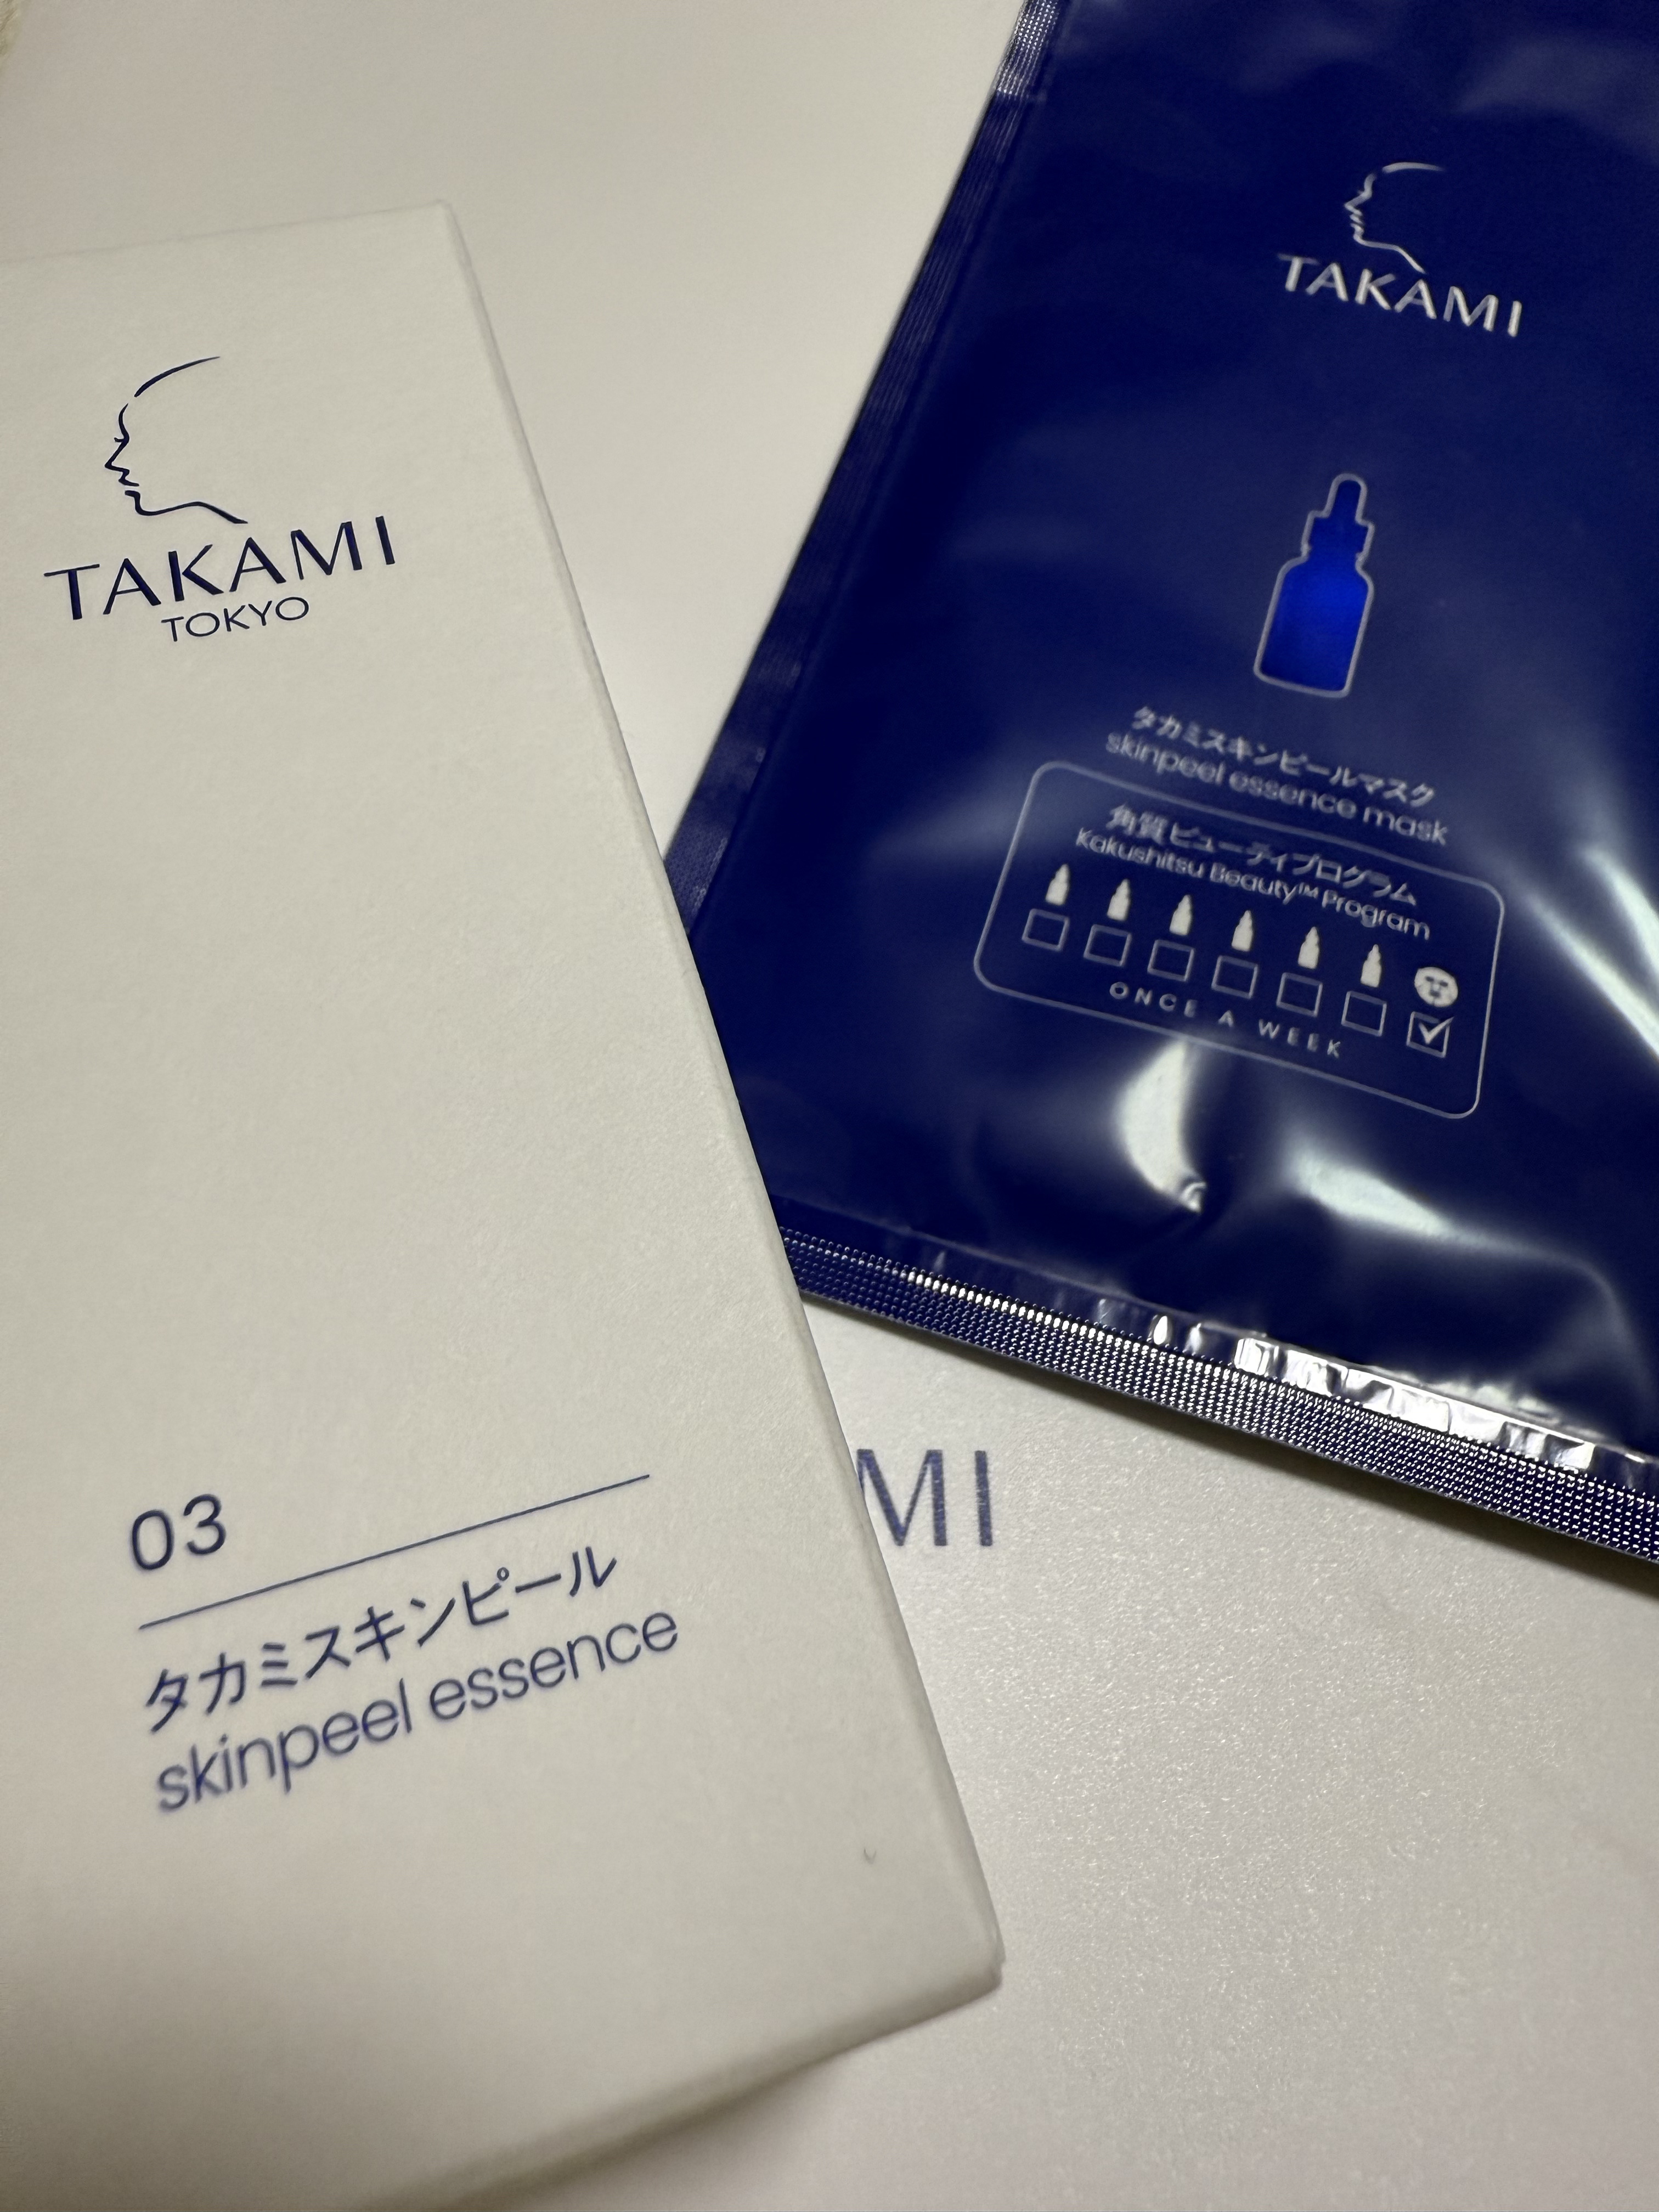 TAKAMI
TOKYO
03
タカミスキンピール
skinpeel essence
TAKAMI
タカミスキンピールマスク
skinpeel essence mask
角質ビューティプログラム
Kakushitsu Beauty™ Program
ONCE A WEEK
MI